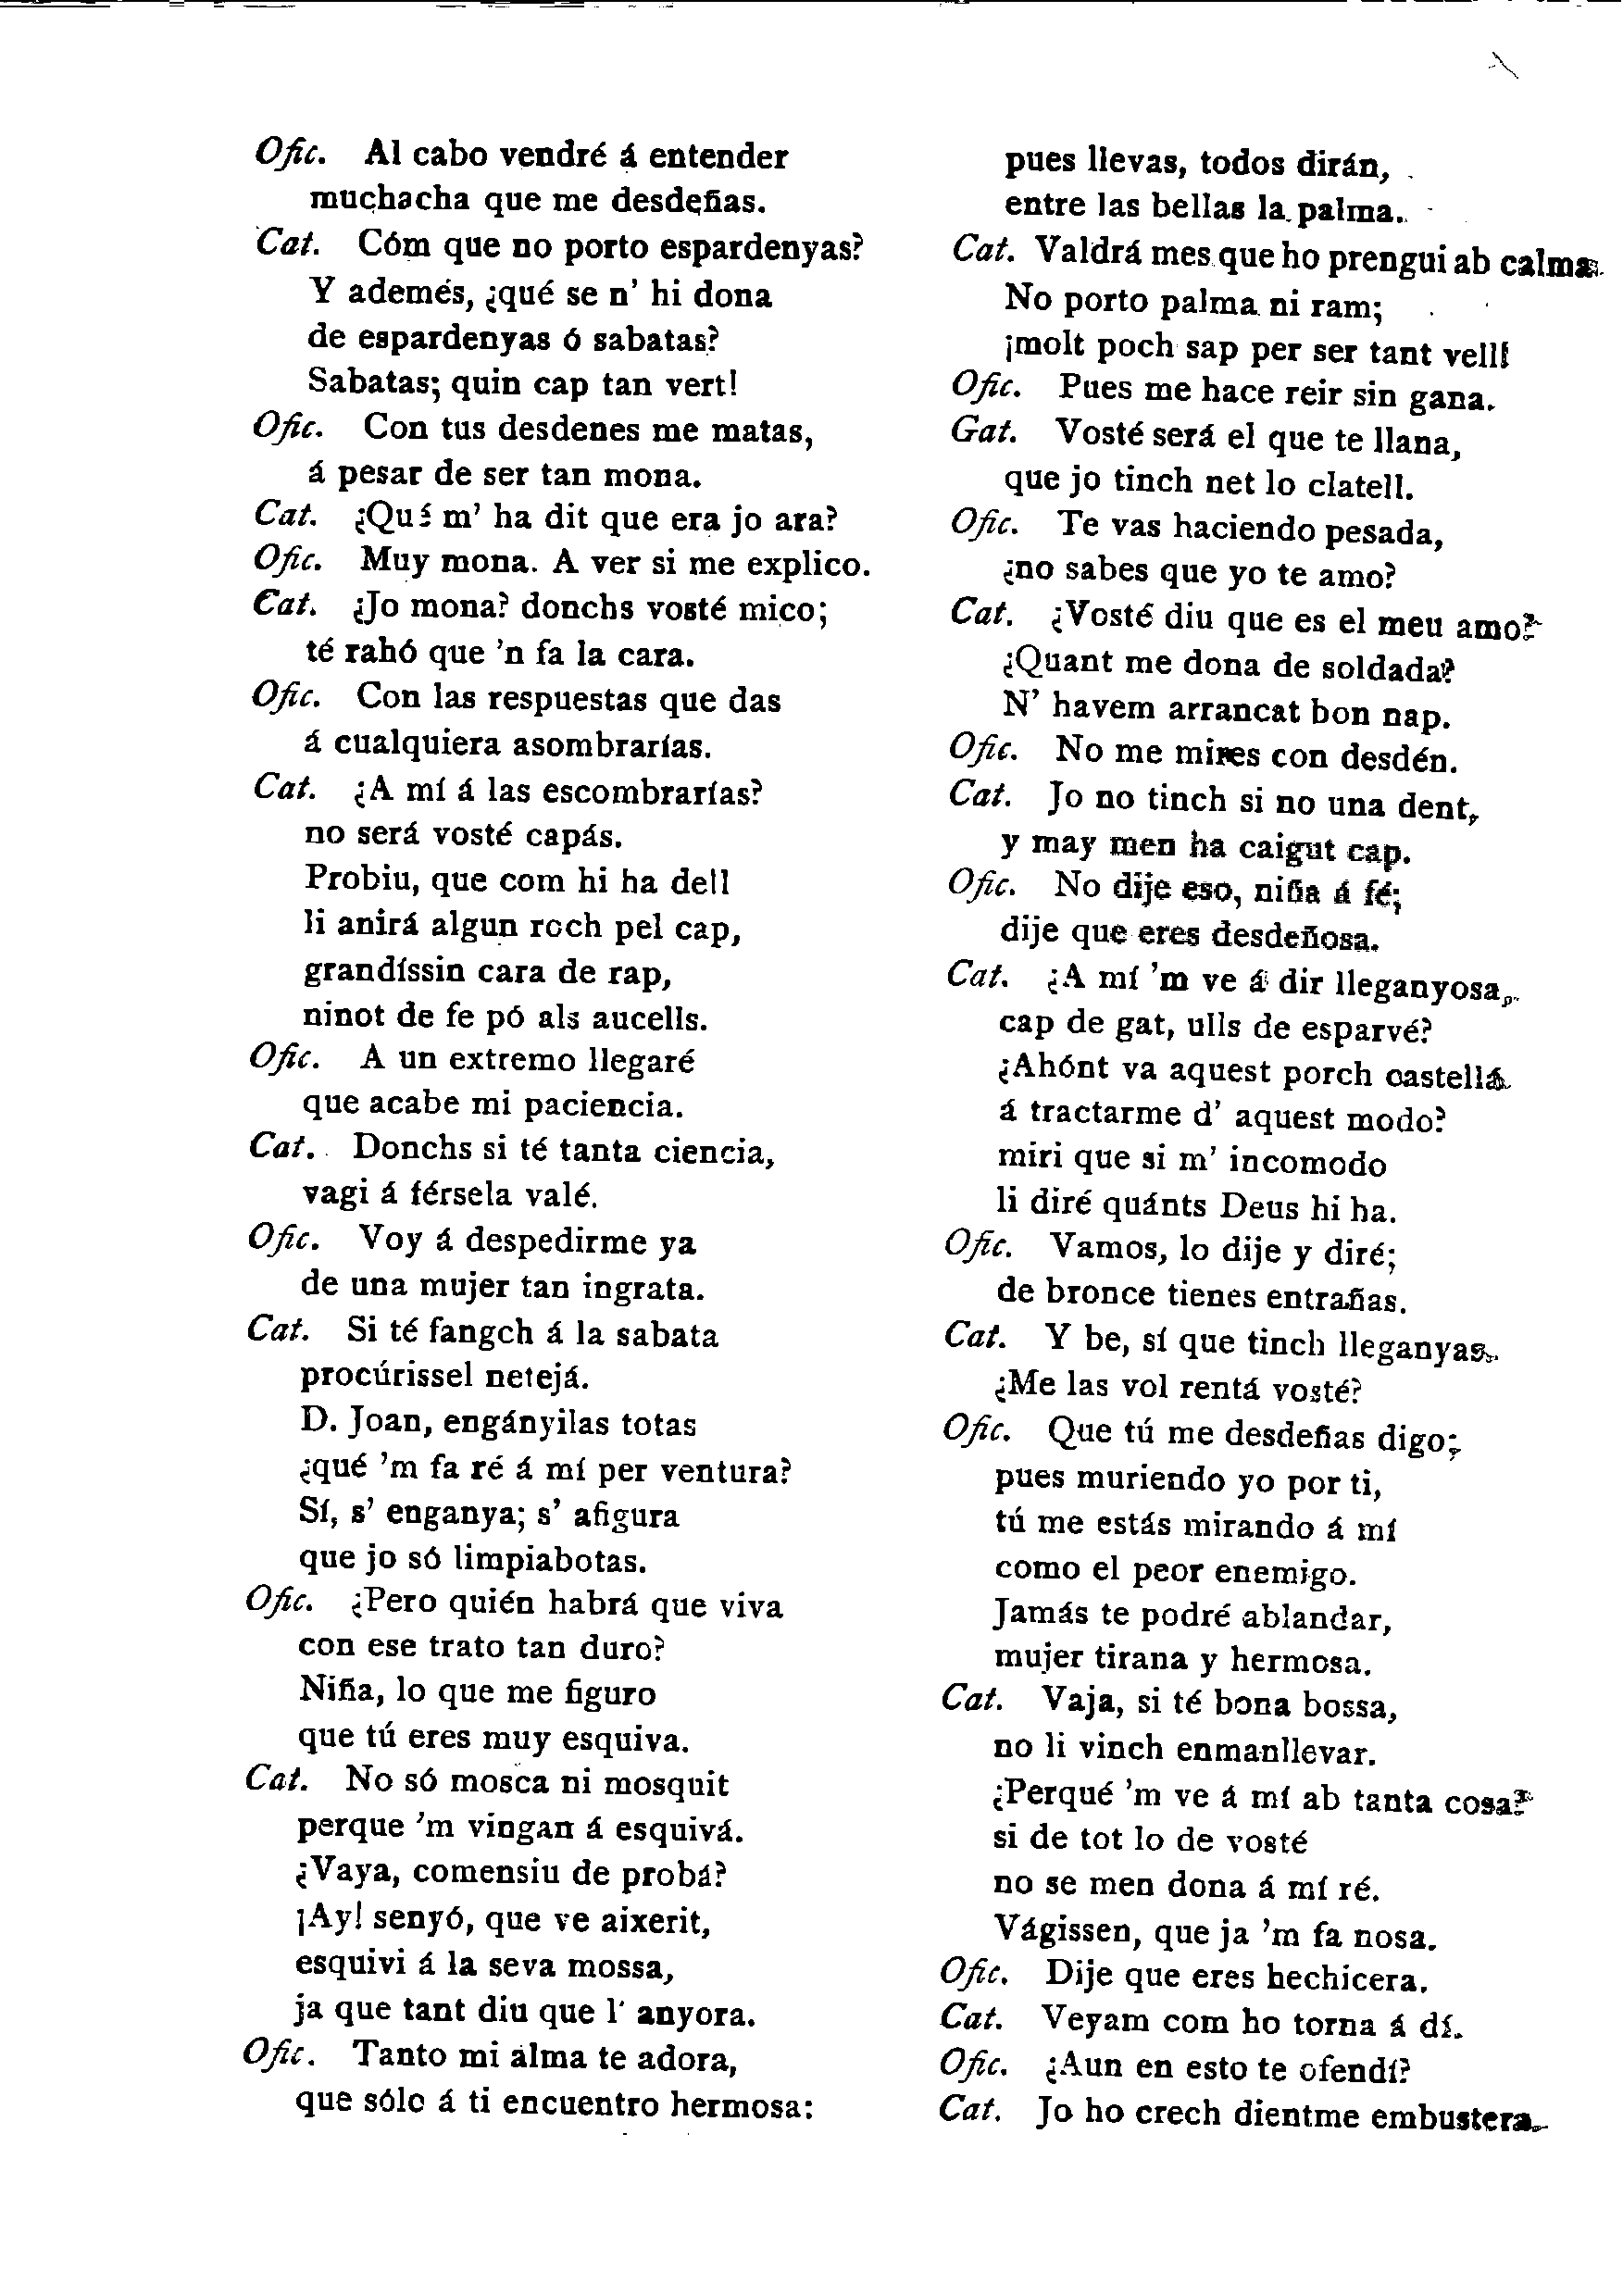 Ofic. Al cabo vendré á entender
muchacha que me desdeñas.
Cat. Cóm que no porto espardenyas?
Y ademés, ¿qué se n' hi dona
de espardenyas ó sabatas?
Sabatas; quin cap tan vert!
Ofic. Con tus desdenes me matas,
á pesar de ser tan mona.
Cat. ¿Qué m' ha dit que era jo ara?
Ofic. Muy mona. A ver si me explico.
Cat. ¿Jo mona? donchs vosté mico;
té rahó que 'n fa la cara.
Ofic. Con las respuestas que das
á cualquiera asombrarías.
Cat. ¿A mí á las escombrarías?
no será vosté capás.
Probiu, que com hi ha dell
li anirá algun roch pel cap,
grandíssin cara de rap,
ninot de fe pó als aucells.
Ofic. A un extremo llegaré
que acabe mi paciencia.
Cat. Donchs si té tanta ciencia,
vagi á férsela valé.
Ofic. Voy á despedirme ya
de una mujer tan ingrata.
Cat. Si té fangch á la sabata
procúrissel netejá.
D. Joan, engányilas totas
¿qué 'm fa ré á mí per ventura?
Sí, s' enganya; s' afigura
que jo só limpiabotas.
Ofic. ¿Pero quién habrá que viva
con ese trato tan duro?
Niña, lo que me figuro
que tú eres muy esquiva.
Cat. No só mosca ni mosquit
perque 'm vingan á esquivá.
¿Vaya, comensiu de probá?
¡Ay! senyó, que ve aixerit,
esquivi á la seva mossa,
ja que tant diu que l' anyora.
Ofic. Tanto mi alma te adora,
que sólo á ti encuentro hermosa:
pues llevas, todos dirán,
entre las bellas la palma.
Cat. Valdrá mes que ho prengui ab calma.
No porto palma ni ram;
¡molt poch sap per ser tant vell!
Ofic. Pues me hace reir sin gana.
Gat. Vosté será el que te llana,
que jo tinch net lo clatell.
Ofic. Te vas haciendo pesada,
¿no sabes que yo te amo?
Cat. ¿Vosté diu que es el meu amo?
¿Quant me dona de soldada?
N' havem arrancat bon nap.
Ofic. No me mires con desdén.
Cat. Jo no tinch si no una dent,
y may men ha caigut cap.
Ofic. No dije eso, niña á fé;
dije que eres desdeñosa.
Cat. ¿A mí 'm ve á dir lleganyosa,
cap de gat, ulls de esparvé?
¿Ahónt va aquest porch castellá
á tractarme d' aquest modo?
miri que si m' incomodo
li diré quánts Deus hi ha.
Ofic. Vamos, lo dije y diré;
de bronce tienes entrañas.
Cat. Y be, sí que tinch lleganyas.
¿Me las vol rentá vosté?
Ofic. Que tú me desdeñas digo;
pues muriendo yo por ti,
tú me estás mirando á mí
como el peor enemigo.
Jamás te podré ablandar,
mujer tirana y hermosa.
Cat. Vaja, si té bona bossa,
no li vinch enmanllevar.
¿Perqué 'm ve á mí ab tanta cosa?
si de tot lo de vosté
no se men dona á mí ré.
Vágissen, que ja 'm fa nosa.
Ofic. Dije que eres hechicera.
Cat. Veyam com ho torna á dí.
Ofic. ¿Aun en esto te ofendí?
Cat. Jo ho crech dientme embustera.